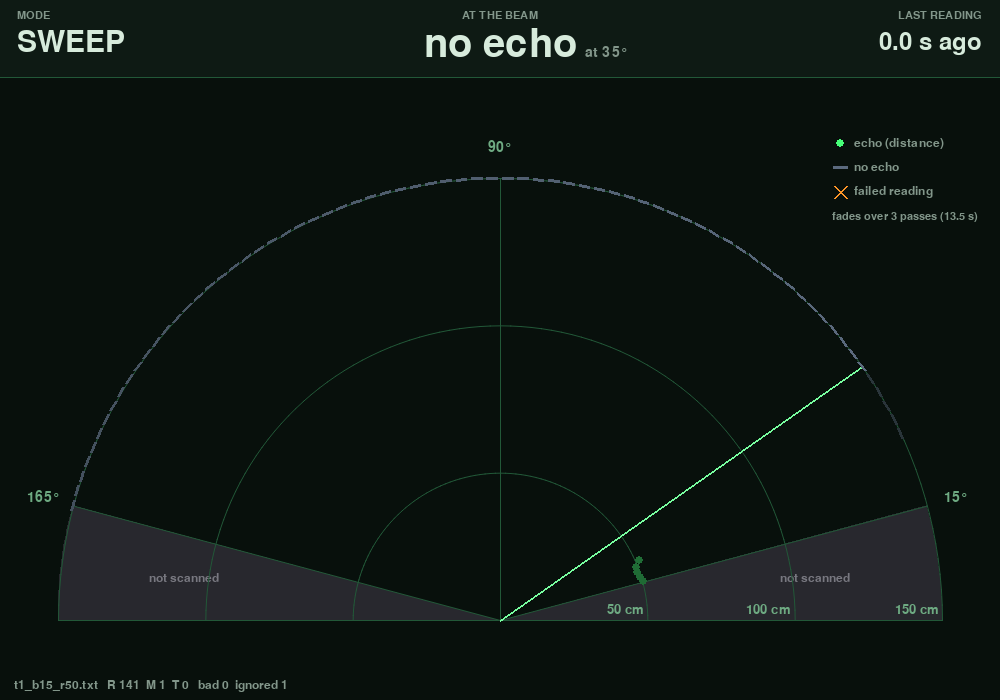 MODE
SWEEP
AT THE BEAM
no echo at 35°
LAST READING
0.0 s ago
90°
echo (distance)
no echo
failed reading
fades over 3 passes (13.5 s)
165°
15°
not scanned
not scanned
50 cm
100 cm
150 cm
t1_b15_r50.txt R 141 M 1 T 0 bad 0 ignored 1